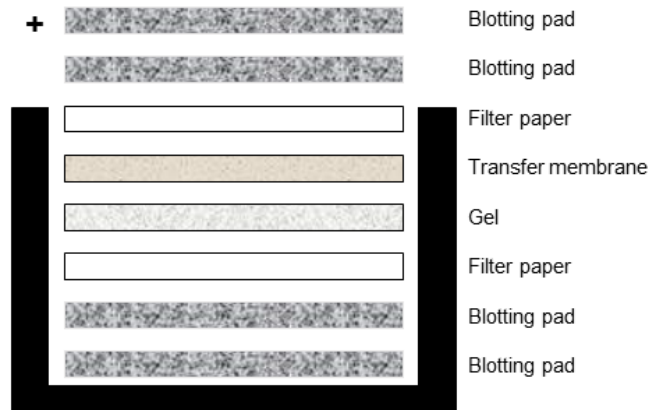 + Blotting pad
Blotting pad
Filter paper
Transfer membrane
Gel
Filter paper
Blotting pad
Blotting pad